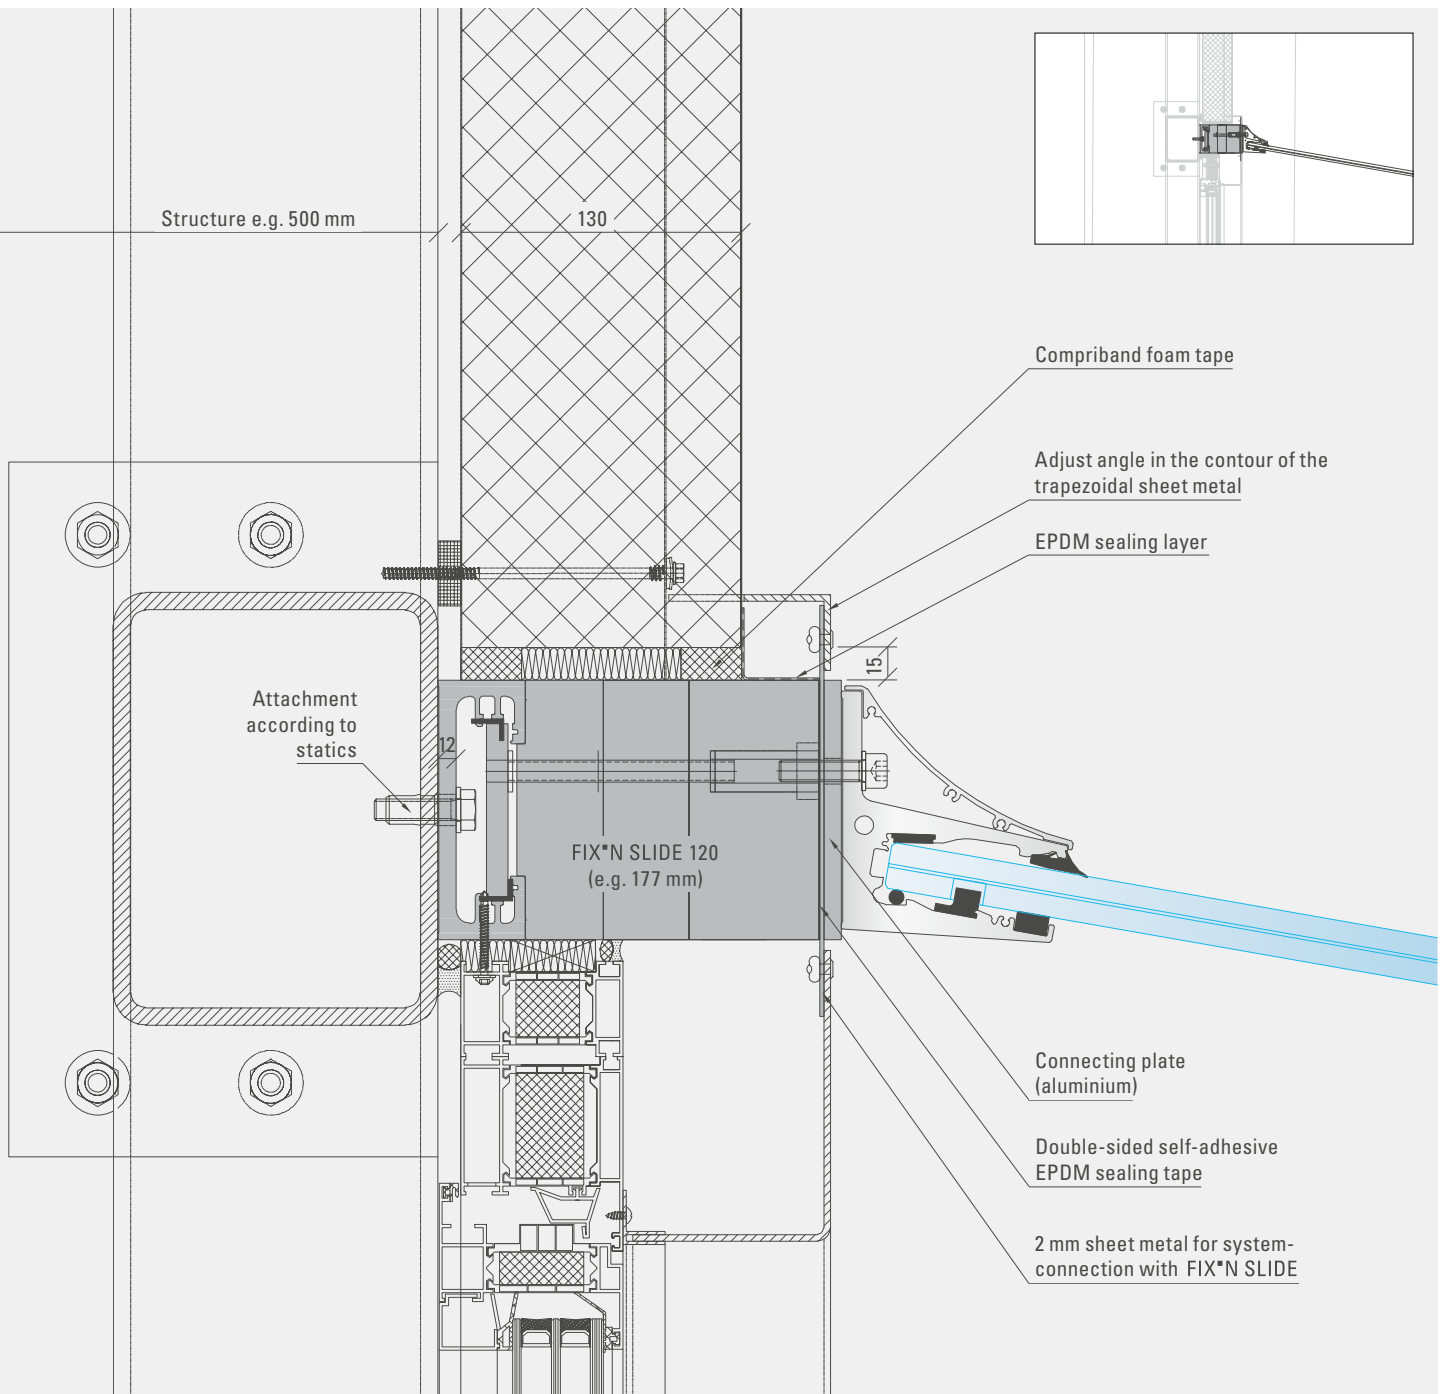 Structure e.g. 500 mm
130
Compriband foam tape
Adjust angle in the contour of the
trapezoidal sheet metal
EPDM sealing layer
15
Attachment
according to
statics
12
FIX■N SLIDE 120
(e.g. 177 mm)
Connecting plate
(aluminium)
Double-sided self-adhesive
EPDM sealing tape
2 mm sheet metal for system-
connection with FIX■N SLIDE